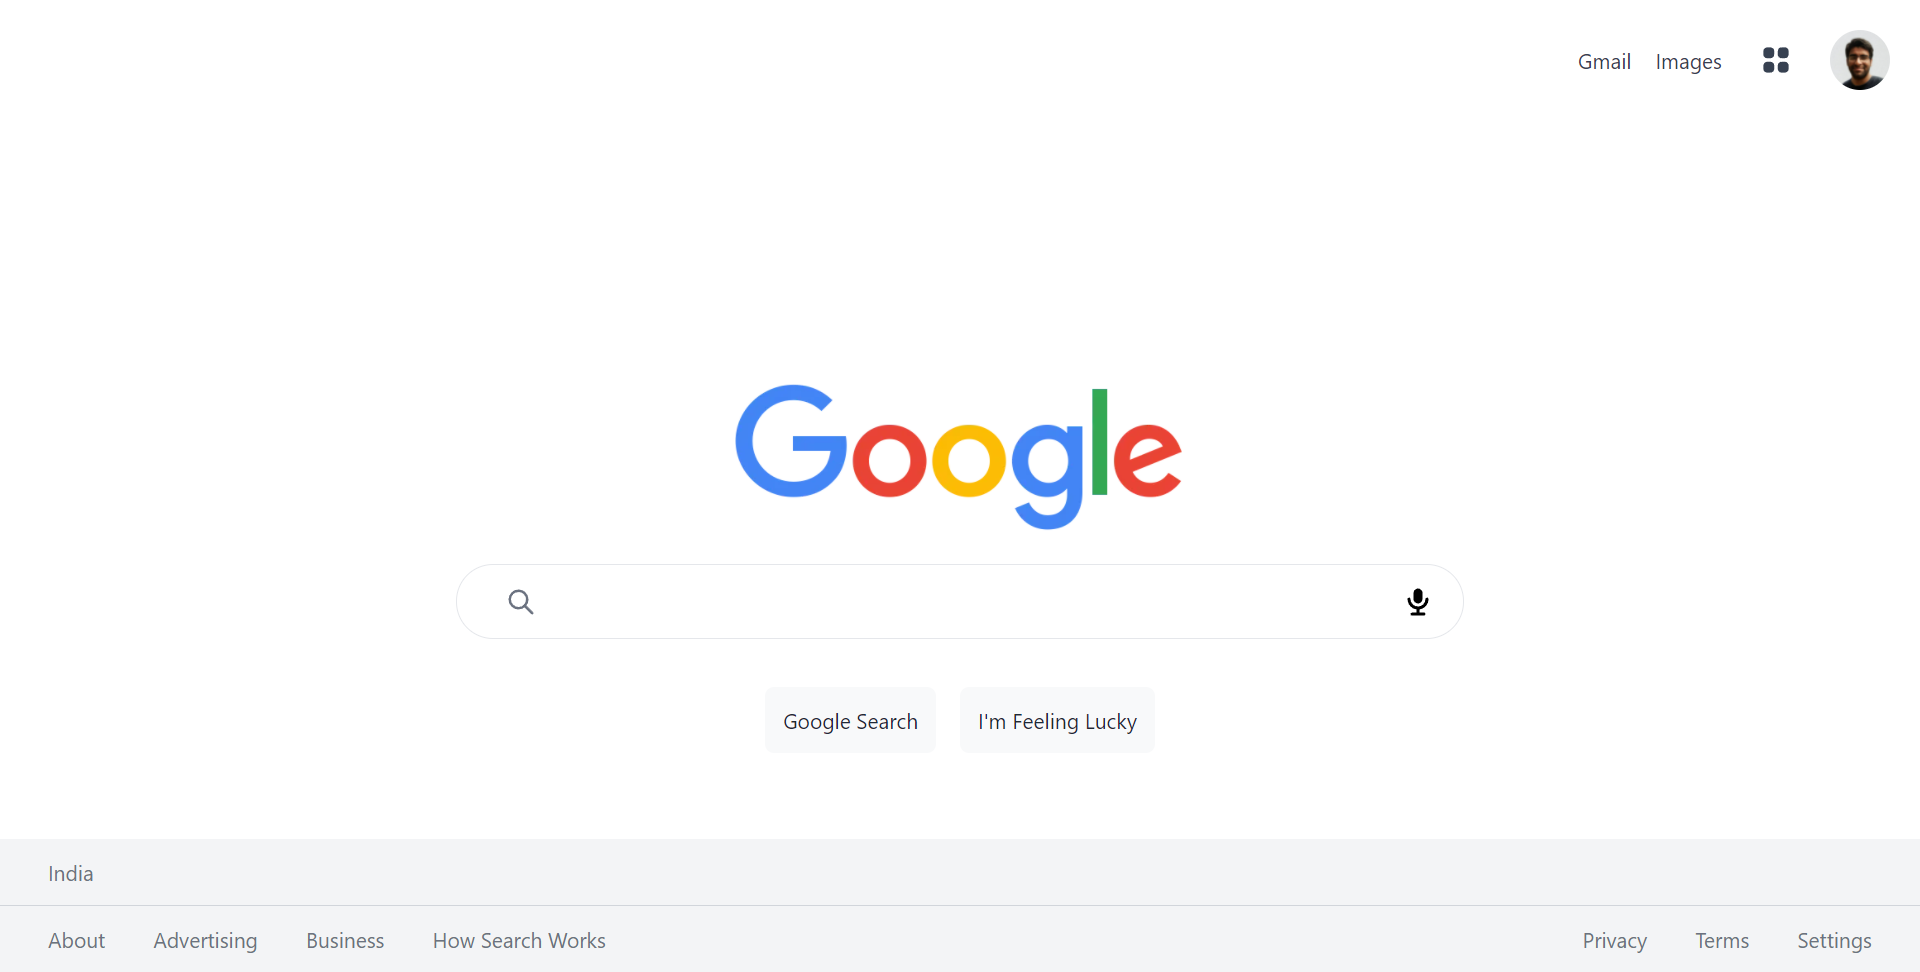 Gmail Images
Google
Google Search I'm Feeling Lucky
India
About Advertising Business How Search Works Privacy Terms Settings